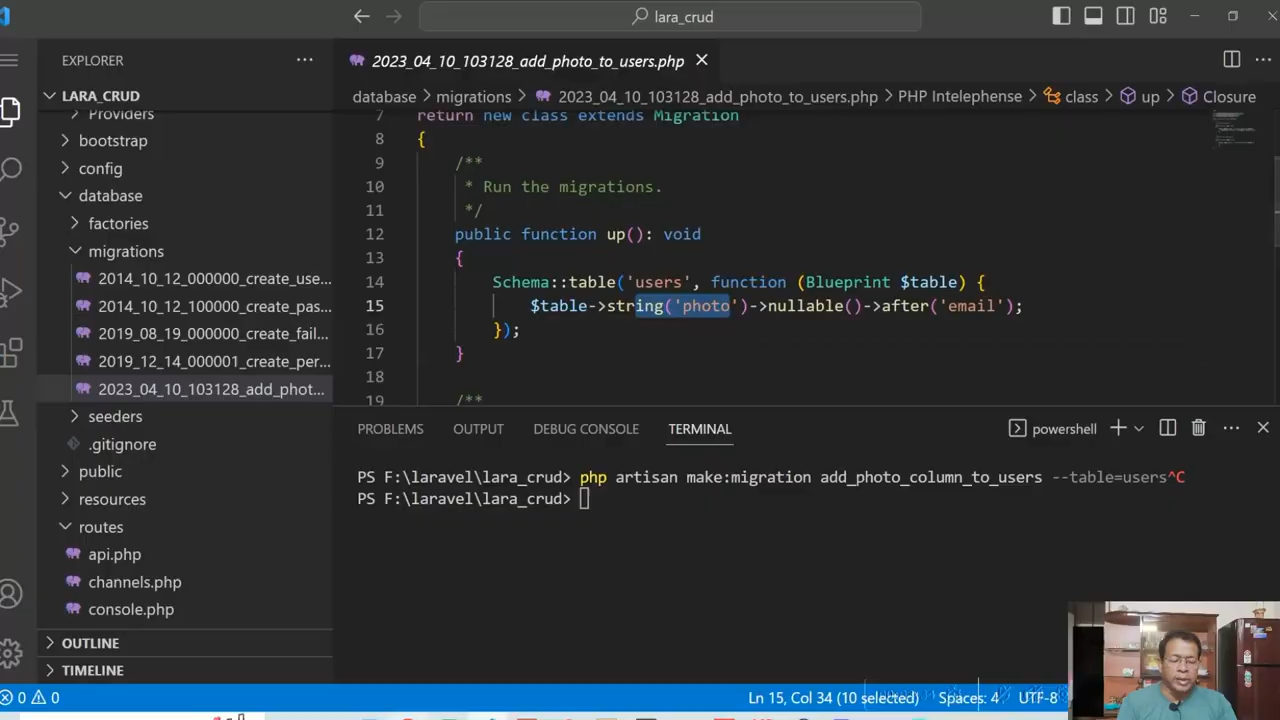 lara_crud
EXPLORER
LARA_CRUD
Providers
bootstrap
config
database
factories
migrations
2014_10_12_000000_create_use...
2014_10_12_100000_create_pas...
2019_08_19_000000_create_fail...
2019_12_14_000001_create_per...
2023_04_10_103128_add_phot...
seeders
.gitignore
public
resources
routes
api.php
channels.php
console.php
OUTLINE
TIMELINE
2023_04_10_103128_add_photo_to_users.php
database > migrations > 2023_04_10_103128_add_photo_to_users.php > PHP Intelephense > class > up > Closure
7 return new class extends Migration
8 {
9 /**
10 * Run the migrations.
11 */
12 public function up(): void
13 {
14 Schema::table('users', function (Blueprint $table) {
15 $table->string('photo')->nullable()->after('email');
16 });
17 }
18
19 /**
PROBLEMS OUTPUT DEBUG CONSOLE TERMINAL powershell
PS F:\laravel\lara_crud> php artisan make:migration add_photo_column_to_users --table=users^C
PS F:\laravel\lara_crud>
0 0 Ln 15, Col 34 (10 selected) Spaces: 4 UTF-8